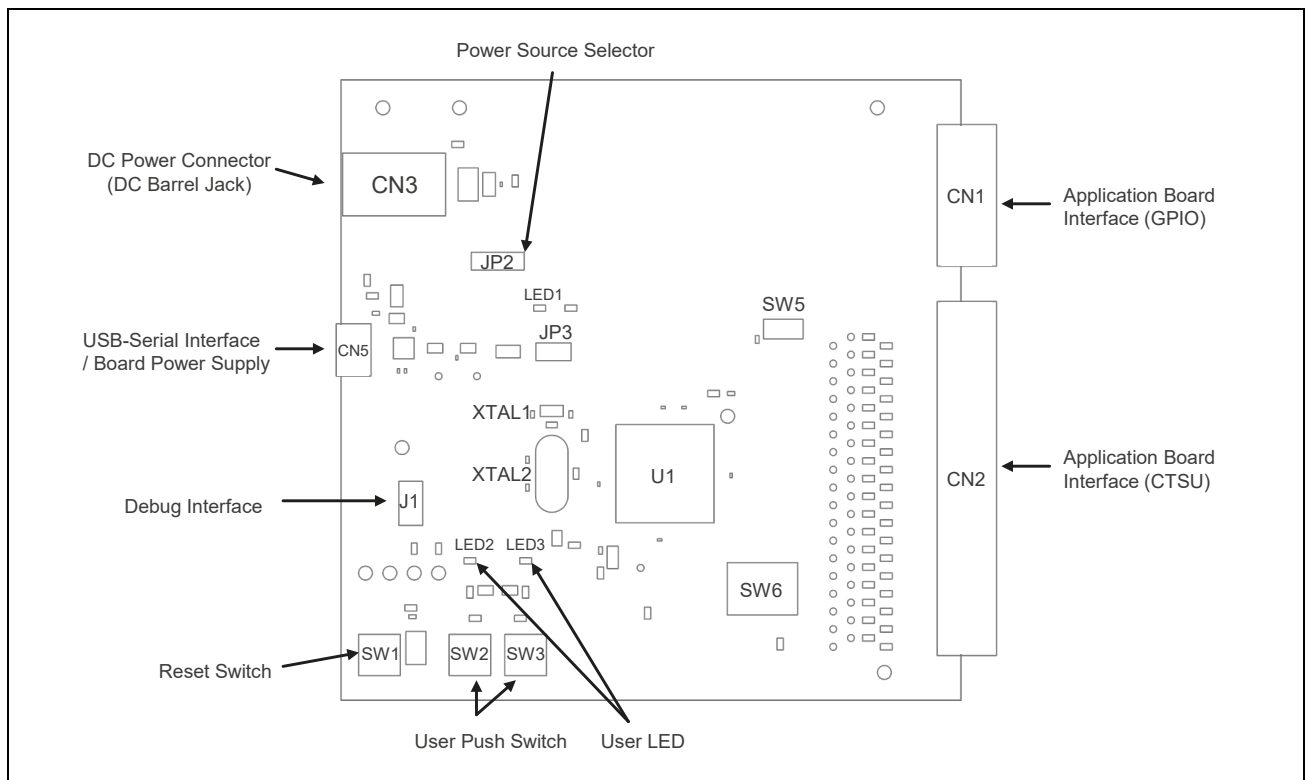 Power Source Selector
DC Power Connector
(DC Barrel Jack)
CN3
CN1
Application Board
Interface (GPIO)
JP2
LED1
SW5
JP3
USB-Serial Interface
/ Board Power Supply
CN5
XTAL1
XTAL2
U1
CN2
Application Board
Interface (CTSU)
Debug Interface
J1
LED2 LED3
SW6
Reset Switch
SW1
SW2
SW3
User Push Switch
User LED